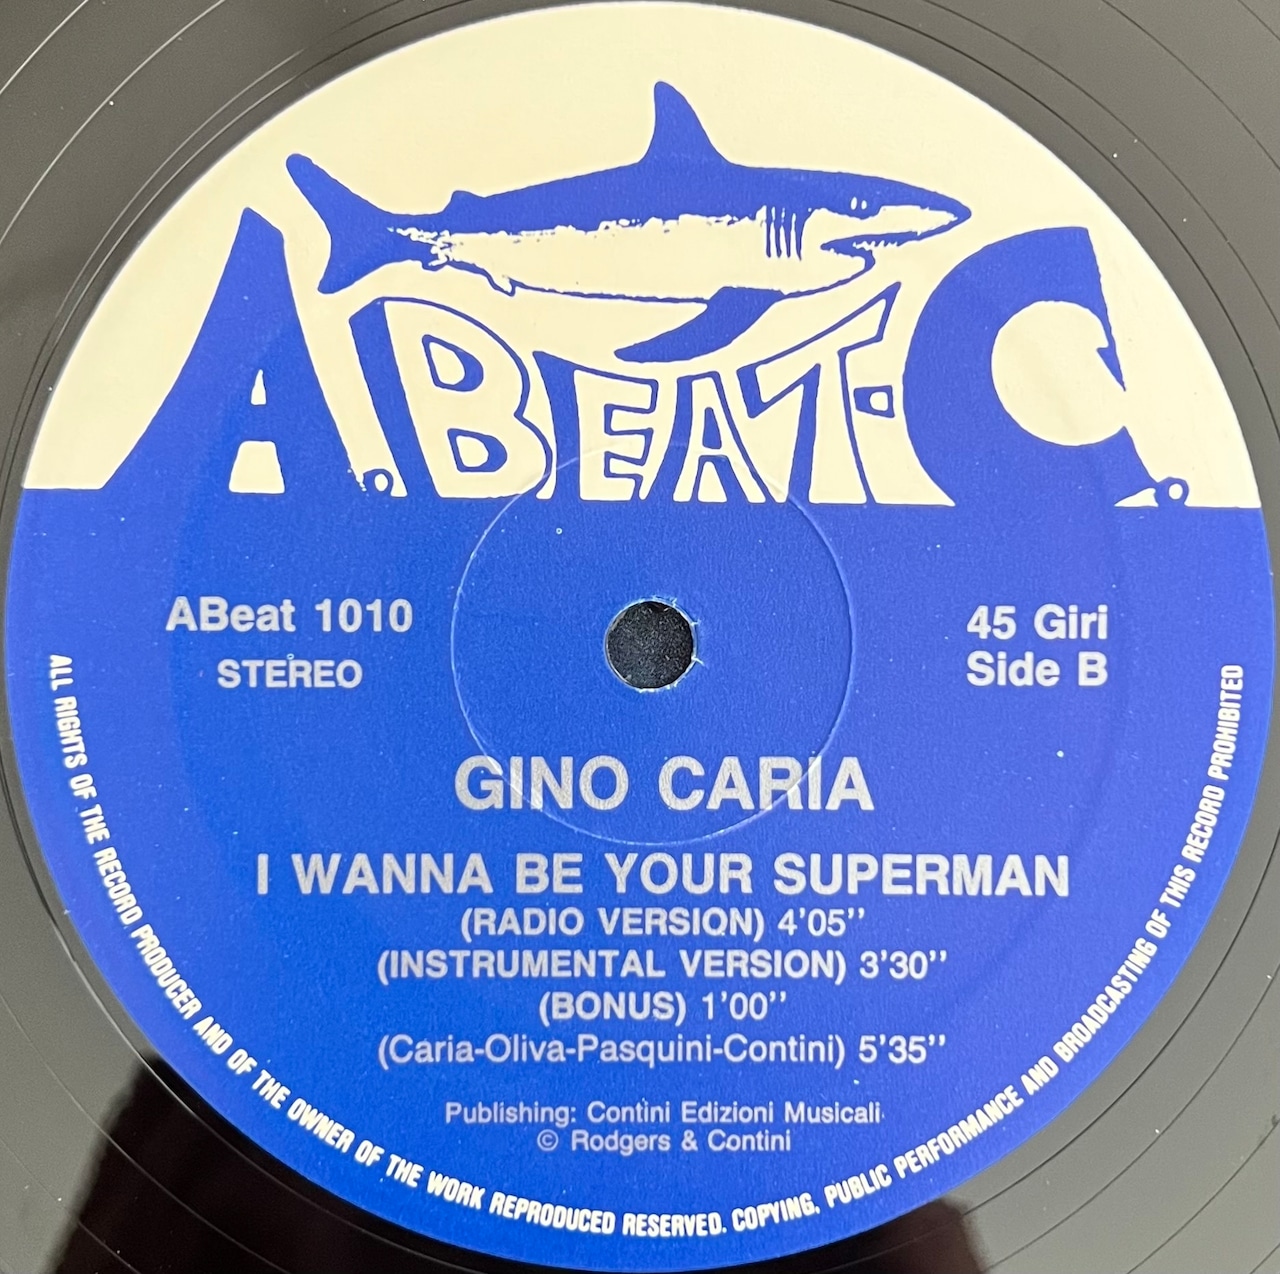 A.BEAT-C.
ABeat 1010
STEREO
45 Giri
Side B
GINO CARIA
I WANNA BE YOUR SUPERMAN
(RADIO VERSION) 4'05''
(INSTRUMENTAL VERSION) 3'30''
(BONUS) 1'00''
(Caria-Oliva-Pasquini-Contini) 5'35''
Publishing: Contini Edizioni Musicali
© Rodgers & Contini
ALL RIGHTS OF THE RECORD PRODUCER AND OF THE OWNER OF THE WORK REPRODUCED RESERVED. COPYING, PUBLIC PERFORMANCE AND BROADCASTING OF THIS RECORD PROHIBITED